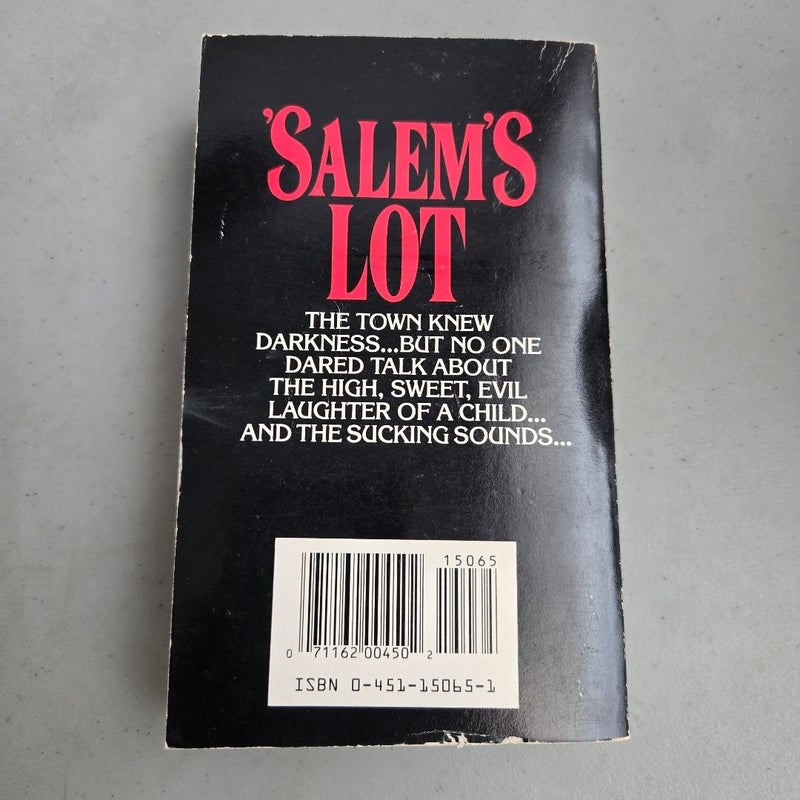 'SALEM'S
LOT
THE TOWN KNEW
DARKNESS...BUT NO ONE
DARED TALK ABOUT
THE HIGH, SWEET, EVIL
LAUGHTER OF A CHILD...
AND THE SUCKING SOUNDS...
15065
0 71162 00450 2
ISBN 0-451-15065-1